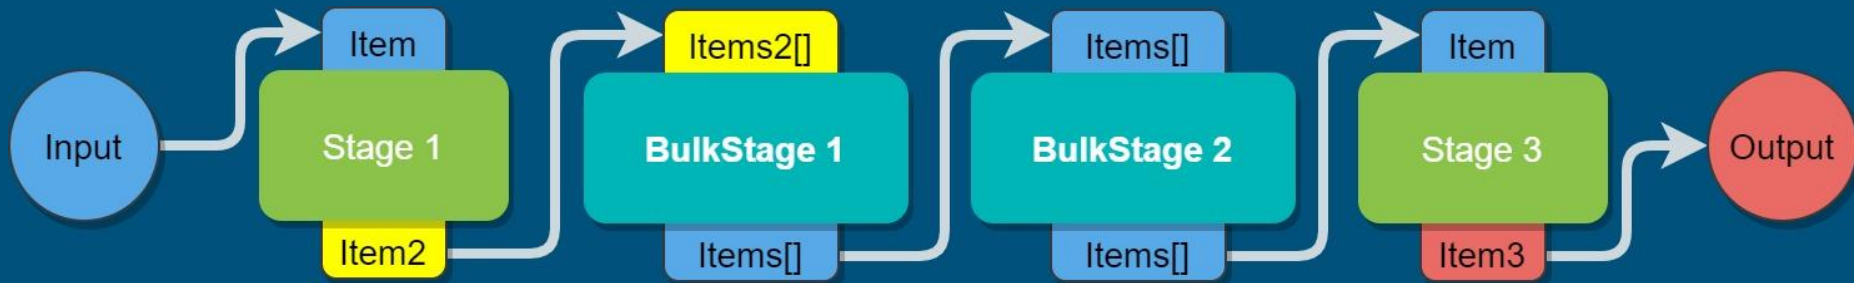 Input
Item
Stage 1
Item2
Items2[]
BulkStage 1
Items[]
Items[]
BulkStage 2
Items[]
Item
Stage 3
Item3
Output